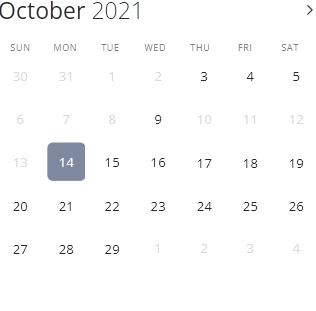 October 2021
SUN MON TUE WED THU FRI SAT
30 31 1 2 3 4 5
6 7 8 9 10 11 12
13 14 15 16 17 18 19
20 21 22 23 24 25 26
27 28 29 1 2 3 4